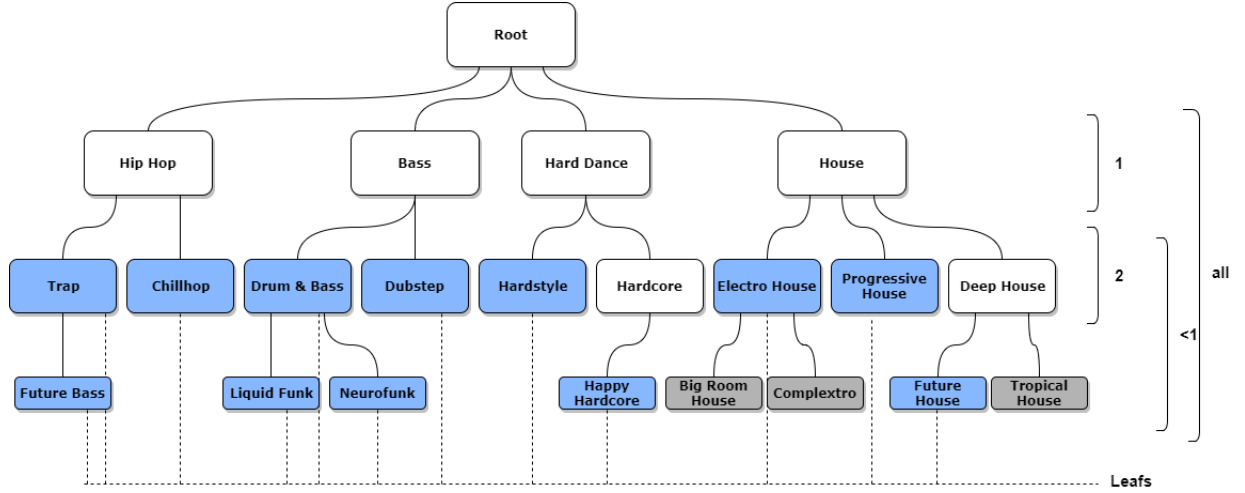 Root
Hip Hop
Bass
Hard Dance
House
1
Trap
Chillhop
Drum & Bass
Dubstep
Hardstyle
Hardcore
Electro House
Progressive
House
Deep House
2
all
<1
Future Bass
Liquid Funk
Neurofunk
Happy
Hardcore
Big Room
House
Complextro
Future
House
Tropical
House
Leafs